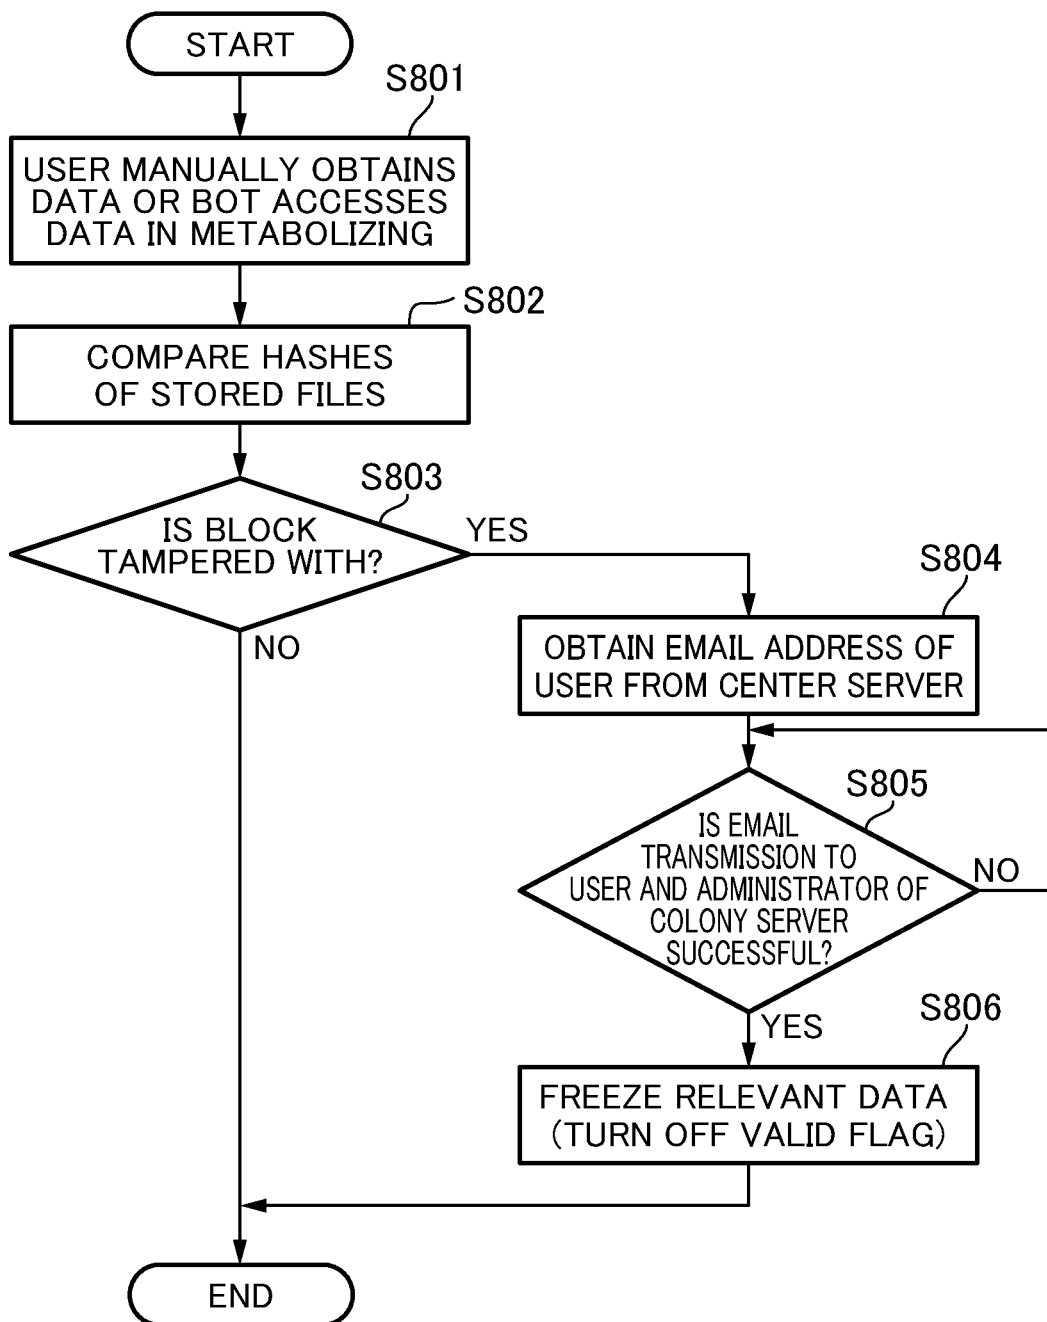 START
S801
USER MANUALLY OBTAINS
DATA OR BOT ACCESSES
DATA IN METABOLIZING
S802
COMPARE HASHES
OF STORED FILES
S803
IS BLOCK
TAMPERED WITH?
YES
NO
S804
OBTAIN EMAIL ADDRESS OF
USER FROM CENTER SERVER
S805
IS EMAIL
TRANSMISSION TO
USER AND ADMINISTRATOR OF
COLONY SERVER
SUCCESSFUL?
NO
YES
S806
FREEZE RELEVANT DATA
(TURN OFF VALID FLAG)
END